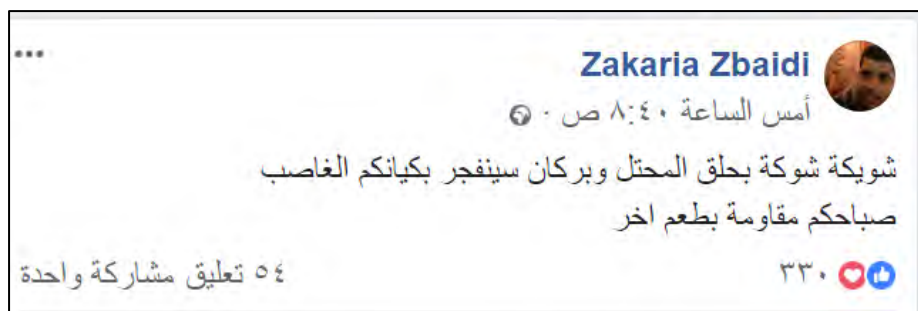 Zakaria Zbaidi
أمس الساعة ٨:٤٠ ص ·
شويكة شوكة بحلق المحتل وبركان سينفجر بكيانكم الغاصب
صباحكم مقاومة بطعم اخر
٣٣٠
٥٤ تعليق مشاركة واحدة